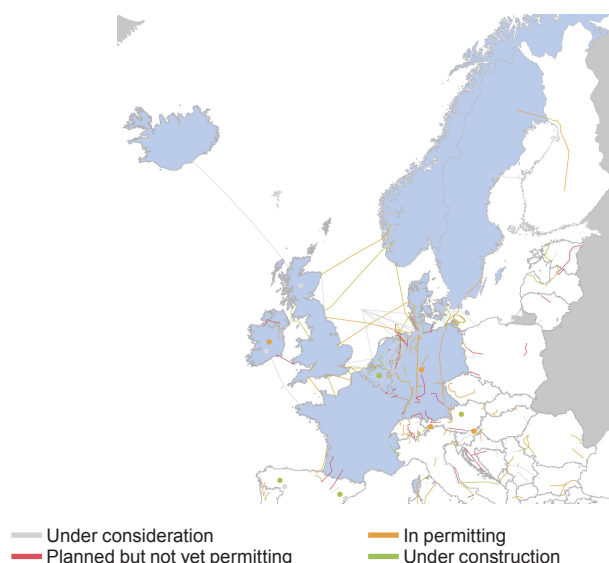 Under consideration
In permitting
Planned but not yet permitting
Under construction